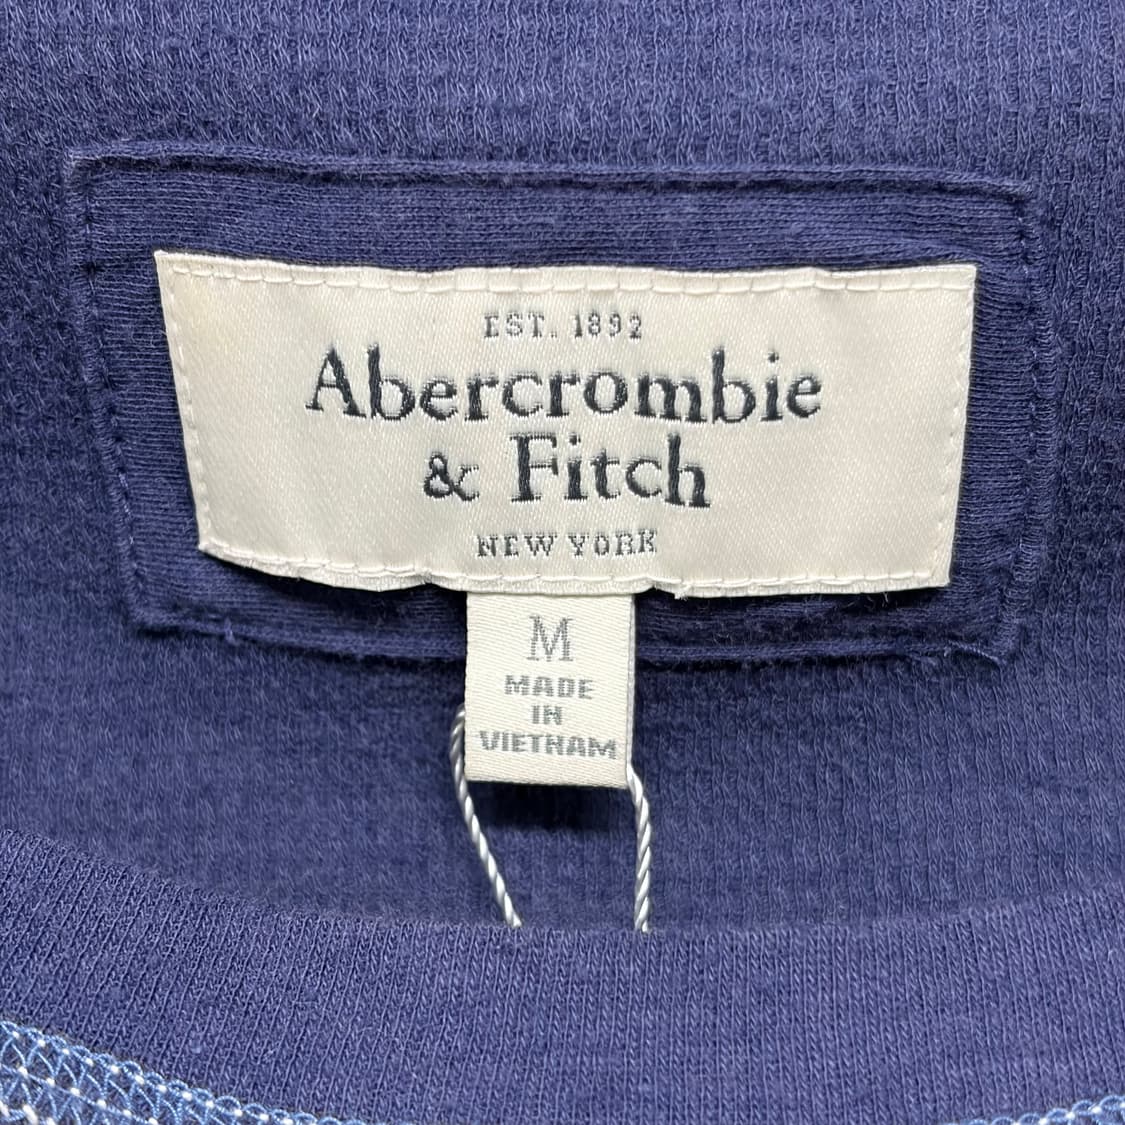 EST. 1892
Abercrombie
& Fitch
NEW YORK
M
MADE
IN
VIETNAM